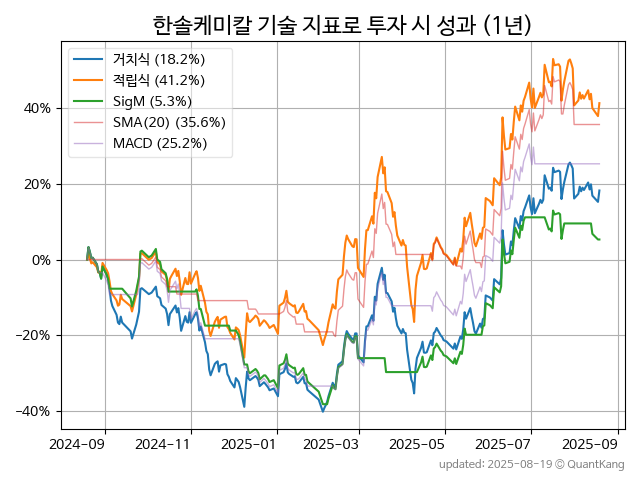 한솔케미칼 기술 지표로 투자 시 성과 (1년)
거치식 (18.2%)
적립식 (41.2%)
SigM (5.3%)
SMA(20) (35.6%)
MACD (25.2%)
40%
20%
0%
−20%
−40%
2024-09 2024-11 2025-01 2025-03 2025-05 2025-07 2025-09
updated: 2025-08-19 © QuantKang